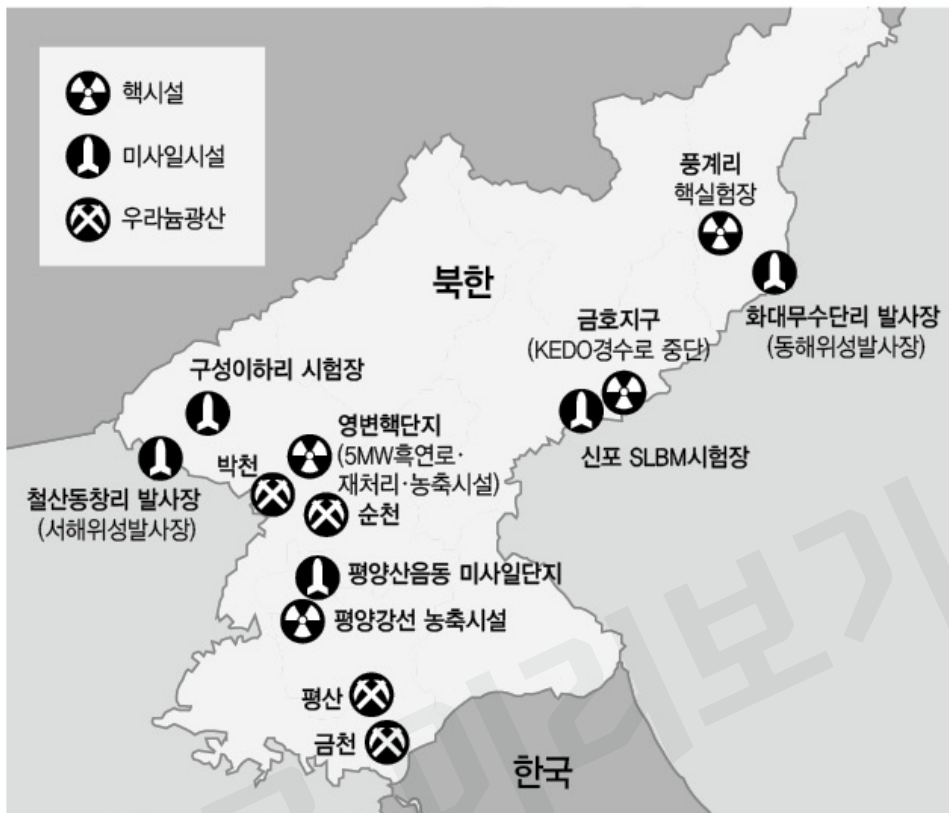 핵시설
미사일시설
우라늄광산
풍계리
핵실험장
북한
금호지구
(KEDO경수로 중단)
화대무수단리 발사장
(동해위성발사장)
구성이하리 시험장
영변핵단지
(5MW흑연로·
재처리·농축시설)
신포 SLBM시험장
박천
철산동창리 발사장
(서해위성발사장)
순천
평양산음동 미사일단지
평양강선 농축시설
평산
금천
한국
미리보기